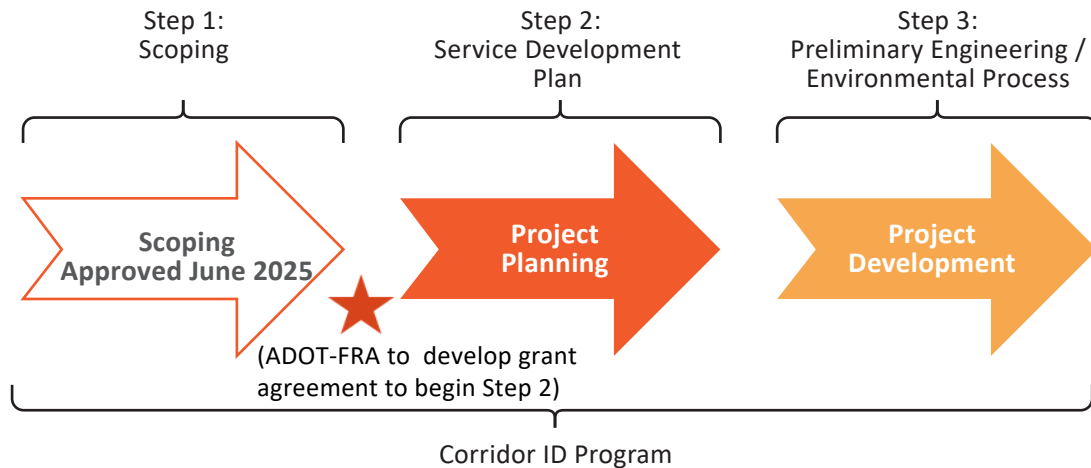 Step 1:
Scoping
Step 2:
Service Development
Plan
Step 3:
Preliminary Engineering /
Environmental Process
Scoping
Approved June 2025
Project
Planning
Project
Development
(ADOT-FRA to develop grant
agreement to begin Step 2)
Corridor ID Program